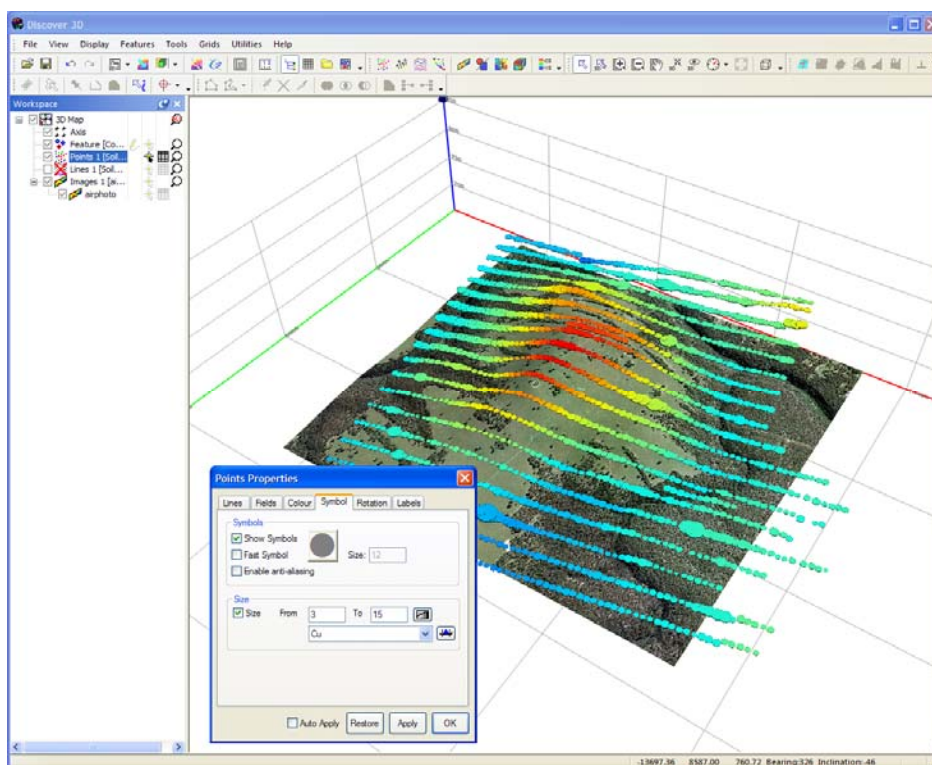 Discover 3D
File View Display Features Tools Grids Utilities Help
Workspace
3D Map
Axis
Feature [Co...
Points 1 [Soil...
Lines 1 [Soil...
Images 1 [ai...
airphoto
Points Properties
Lines Fields Colour Symbol Rotation Labels
Symbols
Show Symbols
Fast Symbol Size: 12
Enable anti-aliasing
Size
Size From 3 To 15
Cu
Auto Apply Restore Apply OK
-13697.36 8587.00 760.72 Bearing:326 Inclination:-46